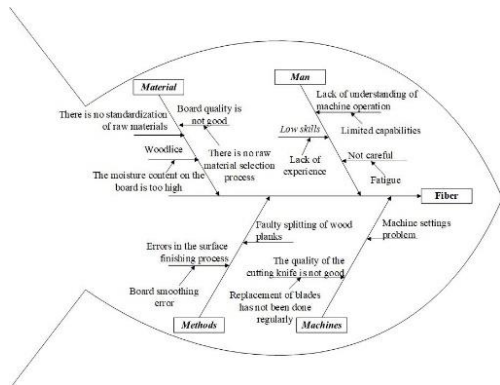 Material
Man
There is no standardization
of raw materials
Board quality is
not good
Woodlice
There is no raw
material selection
process
The moisture content on the
board is too high
Lack of understanding of
machine operation
Low skills
Limited capabilities
Lack of
experience
Not careful
Fatigue
Fiber
Faulty splitting of wood
planks
Errors in the surface
finishing process
Board smoothing
error
Machine settings
problem
The quality of the
cutting knife is not good
Replacement of blades
has not been done
regularly
Methods
Machines